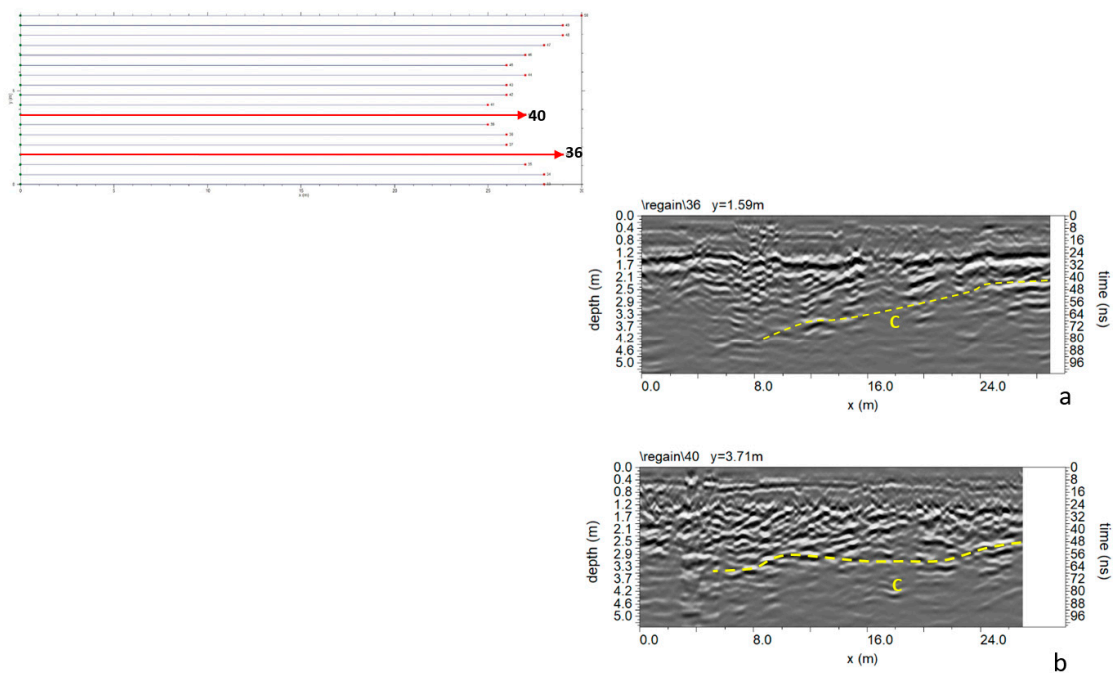 40
36
\regain\36 y=1.59m
0.0 0
0.4 8
0.8 16
1.2 24
1.7 32
2.1 40
2.5 48
2.9 56
3.3 64
3.7 72
4.2 80
4.6 88
5.0 96
depth (m)
time (ns)
C
0.0 8.0 16.0 24.0
x (m)
a
\regain\40 y=3.71m
0.0 0
0.4 8
0.8 16
1.2 24
1.7 32
2.1 40
2.5 48
2.9 56
3.3 64
3.7 72
4.2 80
4.6 88
5.0 96
depth (m)
time (ns)
C
0.0 8.0 16.0 24.0
x (m)
b